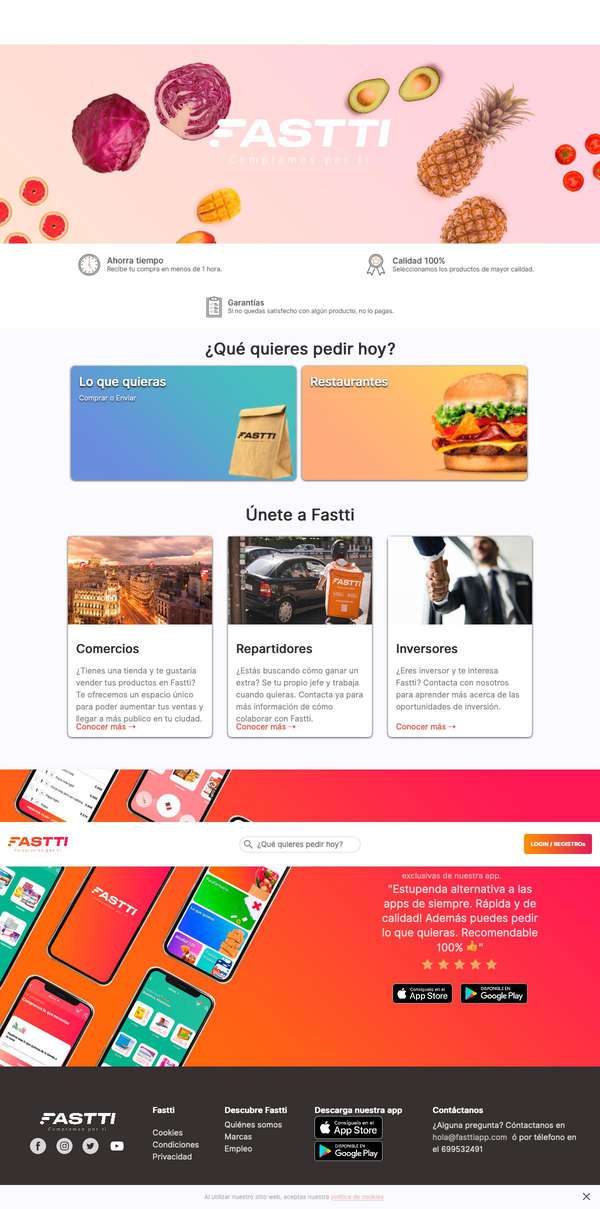 FASTTI
Compramos por ti
Ahorra tiempo
Recibe tu compra en menos de 1 hora.
Calidad 100%
Seleccionamos los productos de mayor calidad.
Garantías
Si no quedas satisfecho con algún producto, no lo pagas.
¿Qué quieres pedir hoy?
Lo que quieras
Comprar o Enviar
FASTTI
Restaurantes
Únete a Fastti
FASTTI
Comercios
¿Tienes una tienda y te gustaría
vender tus productos en Fastti?
Te ofrecemos un espacio único
para poder aumentar tus ventas y
llegar a más publico en tu ciudad.
Conocer más ➝
Repartidores
¿Estás buscando cómo ganar un
extra? Se tu propio jefe y trabaja
cuando quieras. Contacta ya para
más información de cómo
colaborar con Fastti.
Conocer más ➝
Inversores
¿Eres inversor y te interesa
Fastti? Contacta con nosotros
para aprender más acerca de las
oportunidades de inversión.
Conocer más ➝
FASTTI
Compramos por ti
¿Qué quieres pedir hoy?
LOGIN / REGISTROs
FASTTI
exclusivas de nuestra app.
"Estupenda alternativa a las
apps de siempre. Rápida y de
calidad! Además puedes pedir
lo que quieras. Recomendable
100% 👍"
Consíguelo en el
App Store
DISPONIBLE EN
Google Play
FASTTI
Compramos por ti
Fastti
Cookies
Condiciones
Privacidad
Descubre Fastti
Quiénes somos
Marcas
Empleo
Descarga nuestra app
Consíguelo en el
App Store
DISPONIBLE EN
Google Play
Contáctanos
¿Alguna pregunta? Cóntactanos en
hola@fasttiapp.com ó por télefono en
el 699532491
Al utilizar nuestro sitio web, aceptas nuestra política de cookies